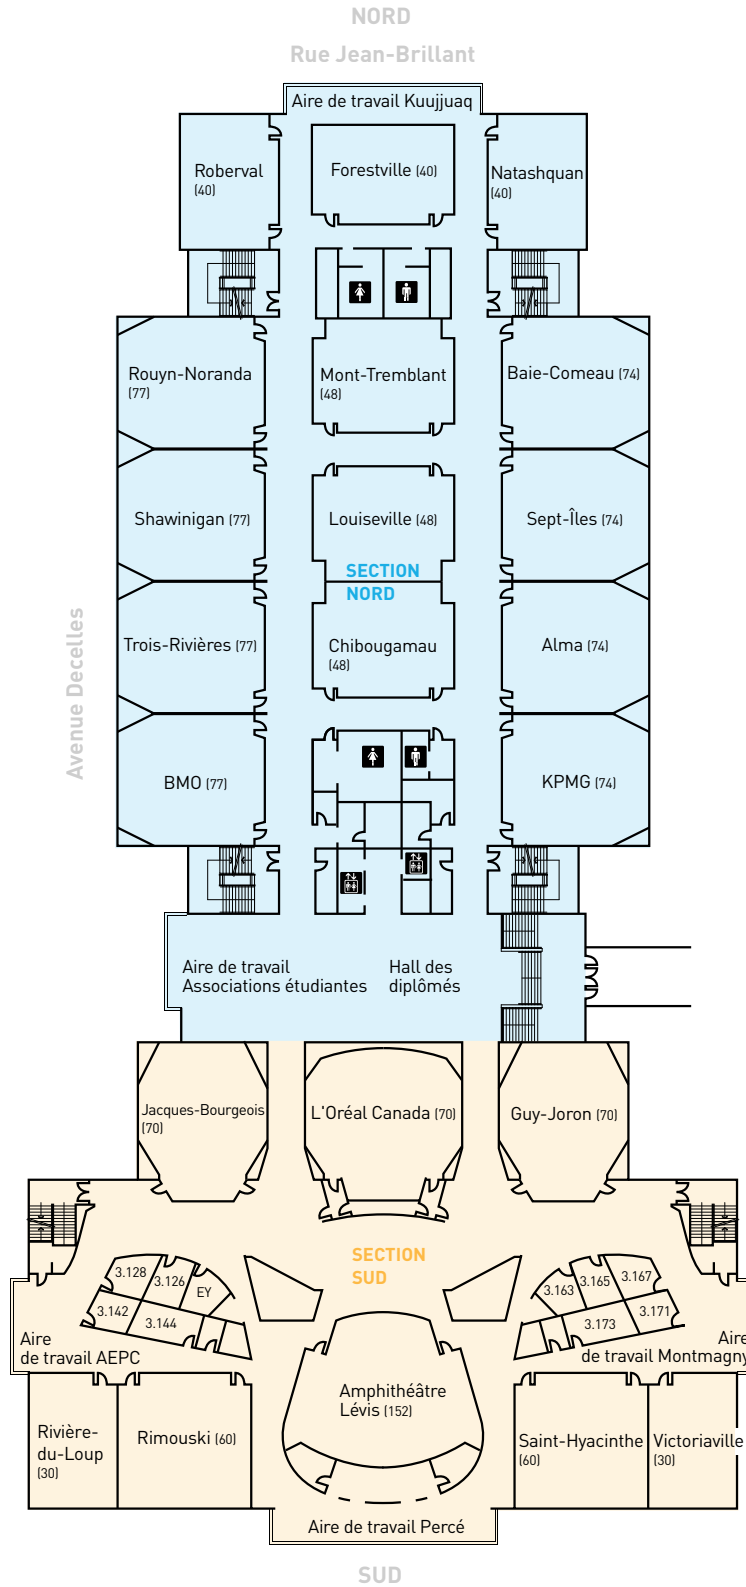 NORD
Rue Jean-Brillant
Aire de travail Kuujjuaq
Roberval
(40)
Forestville (40)
Natashquan
(40)
Rouyn-Noranda
(77)
Mont-Tremblant
(48)
Baie-Comeau (74)
Shawinigan (77)
Louiseville (48)
Sept-Îles (74)
SECTION
NORD
Avenue Decelles
Trois-Rivières (77)
Chibougamau
(48)
Alma (74)
BMO (77)
KPMG (74)
Aire de travail
Associations étudiantes
Hall des
diplômés
Jacques-Bourgeois
(70)
L'Oréal Canada (70)
Guy-Joron (70)
SECTION
SUD
3.128
3.126
EY
3.142
3.144
3.163
3.165
3.167
3.171
3.173
Aire
de travail AEPC
Aire
de travail Montmagny
Amphithéâtre
Lévis (152)
Rivière-
du-Loup
(30)
Rimouski (60)
Saint-Hyacinthe
(60)
Victoriaville
(30)
Aire de travail Percé
SUD